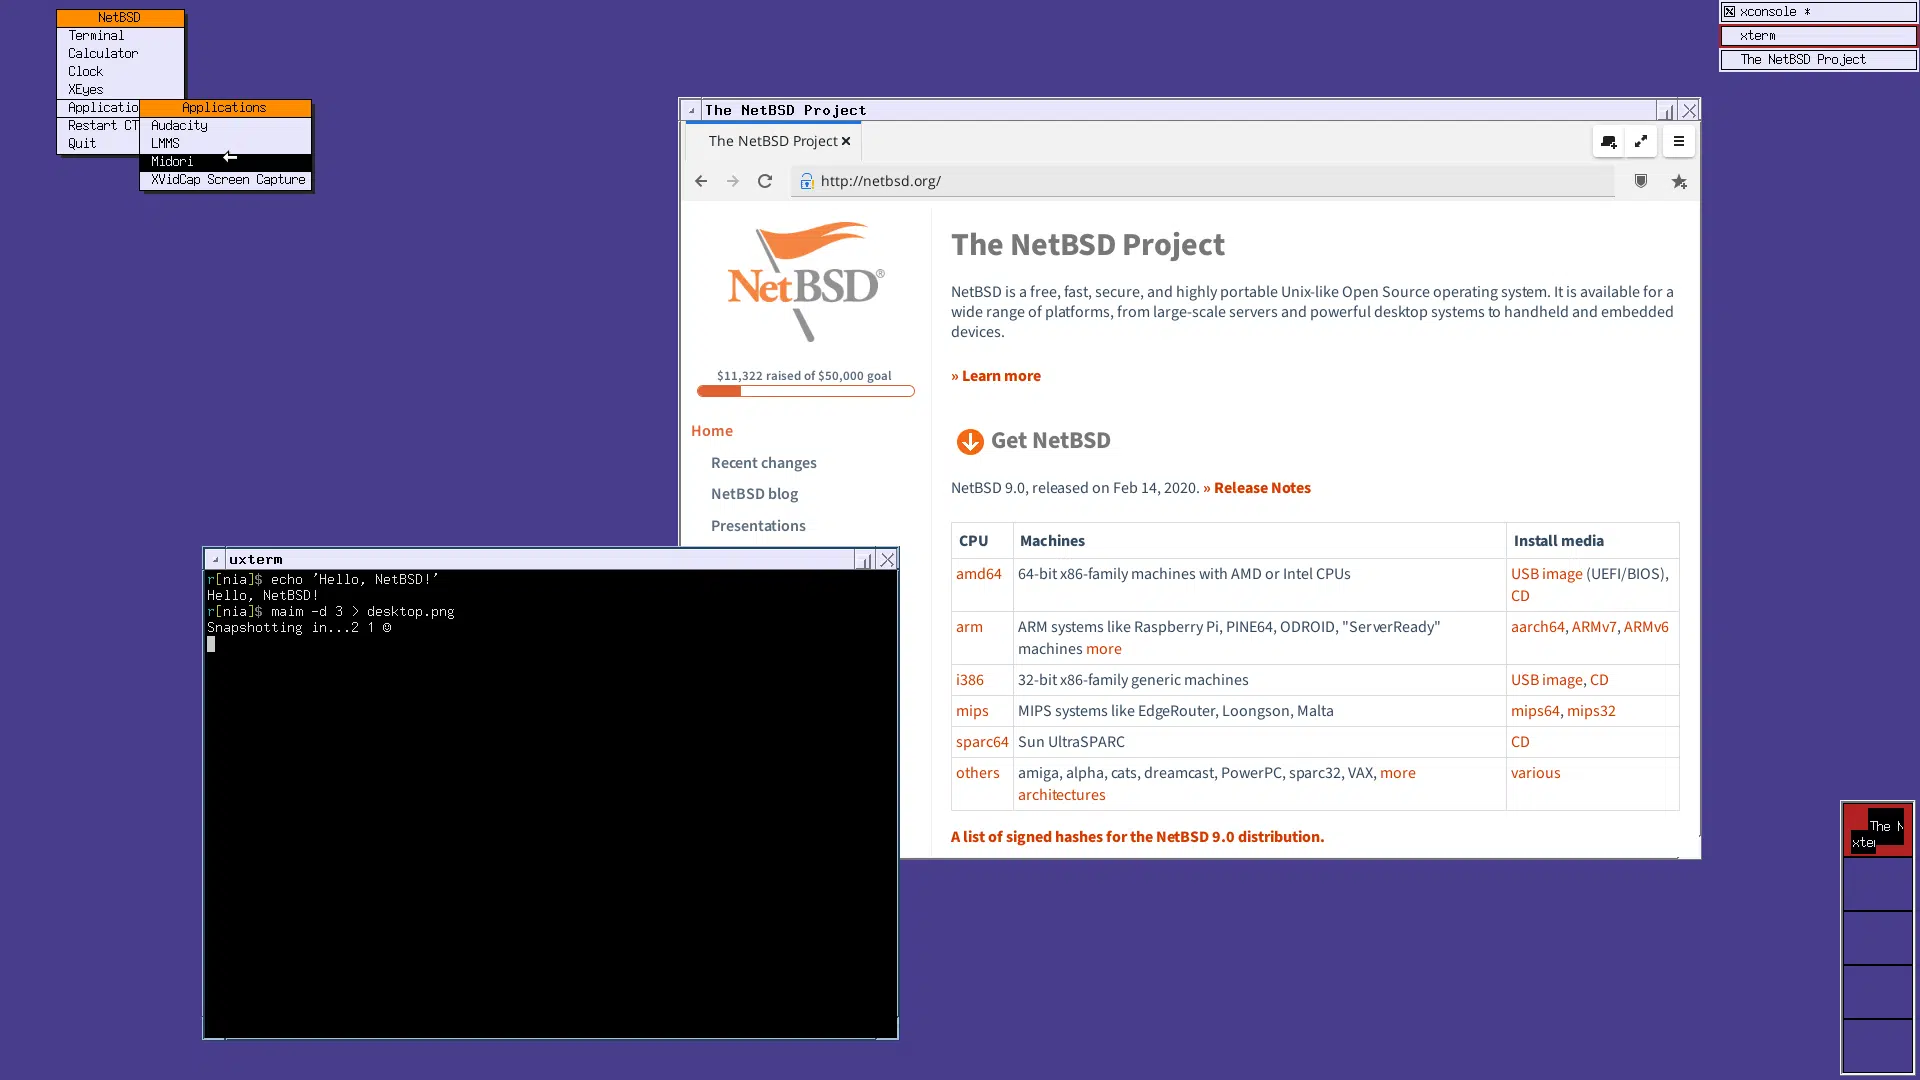 NetBSD
Terminal
Calculator
Clock
XEyes
Applicatio
Restart CT
Quit
Applications
Audacity
LMMS
Midori
XVidCap Screen Capture
xconsole *
xterm
The NetBSD Project
The NetBSD Project
The NetBSD Project
http://netbsd.org/
NetBSD®
$11,322 raised of $50,000 goal
Home
Recent changes
NetBSD blog
Presentations
The NetBSD Project
NetBSD is a free, fast, secure, and highly portable Unix-like Open Source operating system. It is available for a
wide range of platforms, from large-scale servers and powerful desktop systems to handheld and embedded
devices.
» Learn more
Get NetBSD
NetBSD 9.0, released on Feb 14, 2020. » Release Notes
CPU Machines Install media
amd64 64-bit x86-family machines with AMD or Intel CPUs USB image (UEFI/BIOS),
CD
arm ARM systems like Raspberry Pi, PINE64, ODROID, "ServerReady" aarch64, ARMv7, ARMv6
machines more
i386 32-bit x86-family generic machines USB image, CD
mips MIPS systems like EdgeRouter, Loongson, Malta mips64, mips32
sparc64 Sun UltraSPARC CD
others amiga, alpha, cats, dreamcast, PowerPC, sparc32, VAX, more various
architectures
A list of signed hashes for the NetBSD 9.0 distribution.
uxterm
r[nia]$ echo 'Hello, NetBSD!'
Hello, NetBSD!
r[nia]$ maim -d 3 > desktop.png
Snapshotting in...2 1 ☺
The N
xter